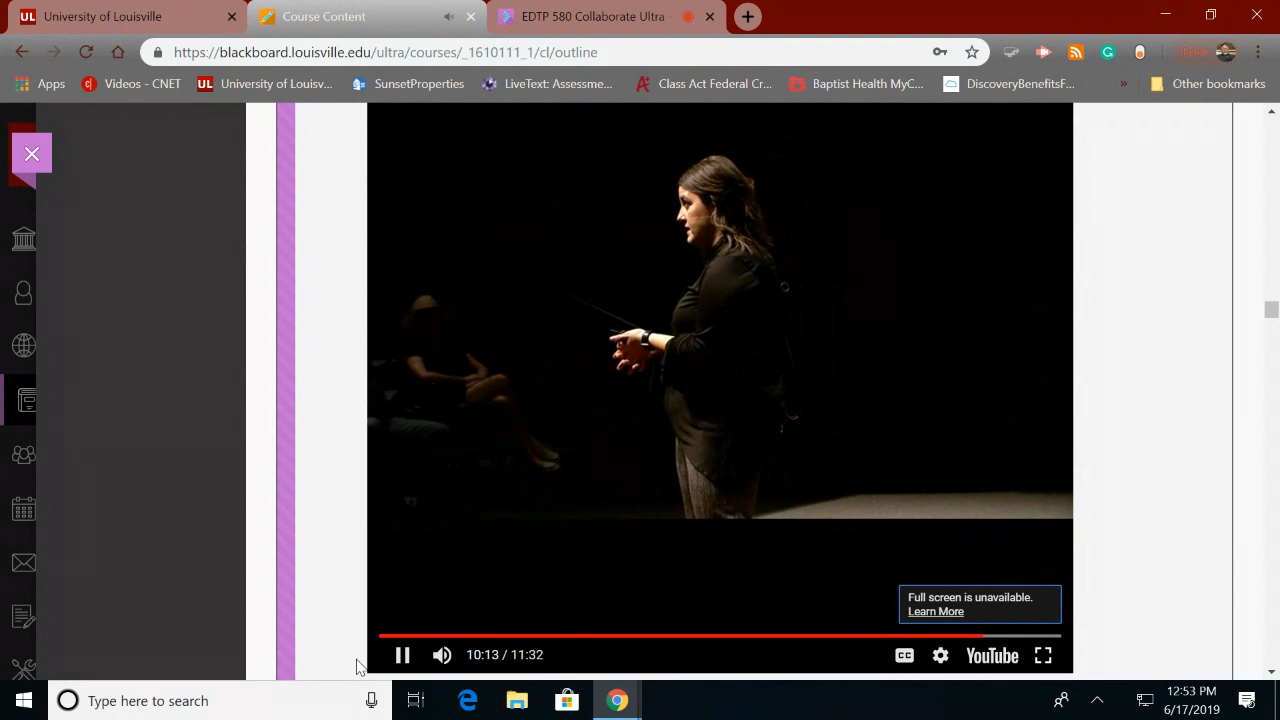 UL University of Louisville
Course Content
EDTP 580 Collaborate Ultra
https://blackboard.louisville.edu/ultra/courses/_1610111_1/cl/outline
Apps
Videos - CNET
UL University of Louisv...
SunsetProperties
LiveText: Assessme...
Class Act Federal Cr...
Baptist Health MyC...
DiscoveryBenefitsF...
»
Other bookmarks
Full screen is unavailable.
Learn More
10:13 / 11:32
CC
YouTube
Type here to search
12:53 PM
6/17/2019